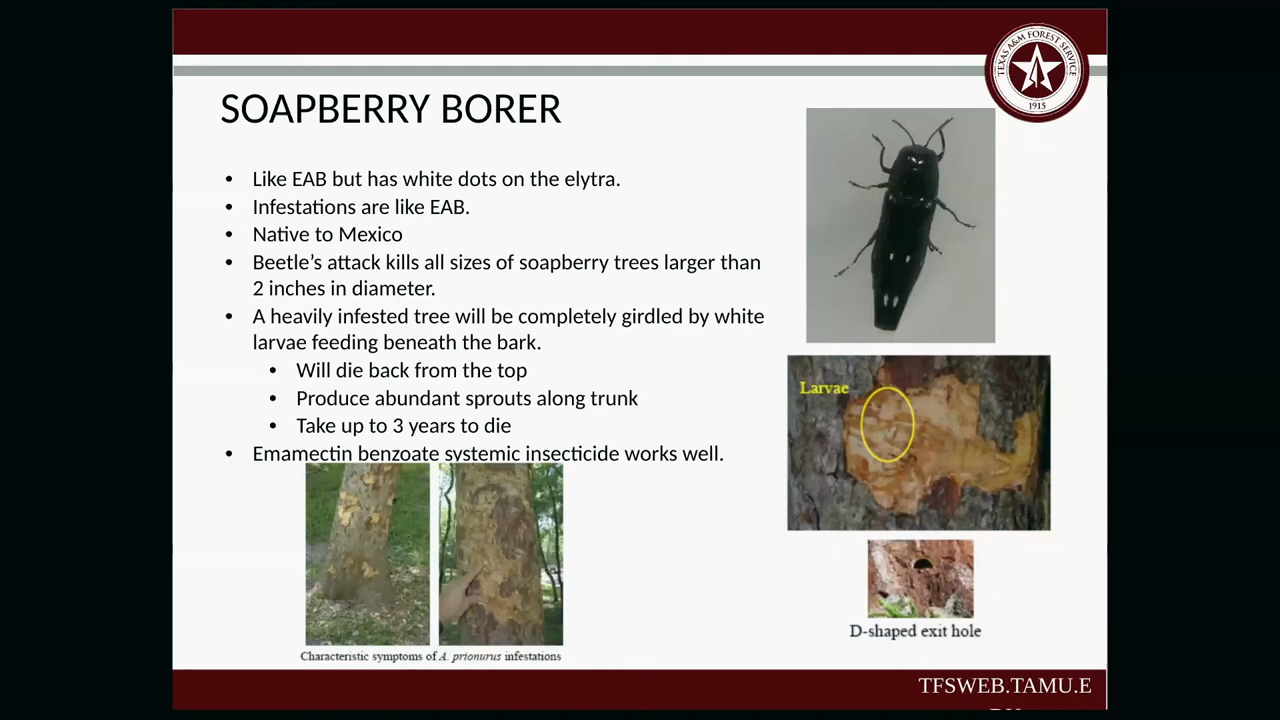 TEXAS A&M FOREST SERVICE
1915
SOAPBERRY BORER
• Like EAB but has white dots on the elytra.
• Infestations are like EAB.
• Native to Mexico
• Beetle’s attack kills all sizes of soapberry trees larger than
2 inches in diameter.
• A heavily infested tree will be completely girdled by white
larvae feeding beneath the bark.
• Will die back from the top
• Produce abundant sprouts along trunk
• Take up to 3 years to die
• Emamectin benzoate systemic insecticide works well.
Larvae
D-shaped exit hole
Characteristic symptoms of A. prionurus infestations
TFSWEB.TAMU.E